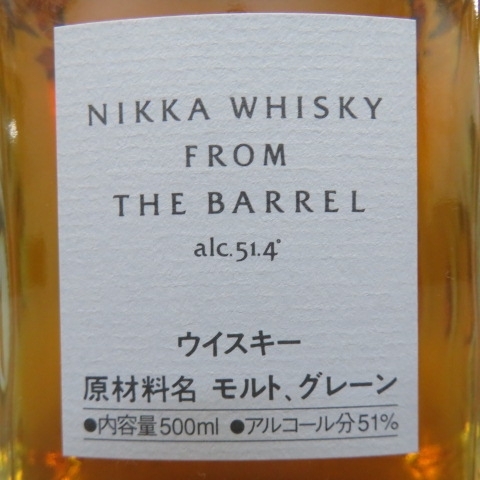 NIKKA WHISKY
FROM
THE BARREL
alc.51.4°
ウイスキー
原材料名 モルト、グレーン
●内容量500ml ●アルコール分51%